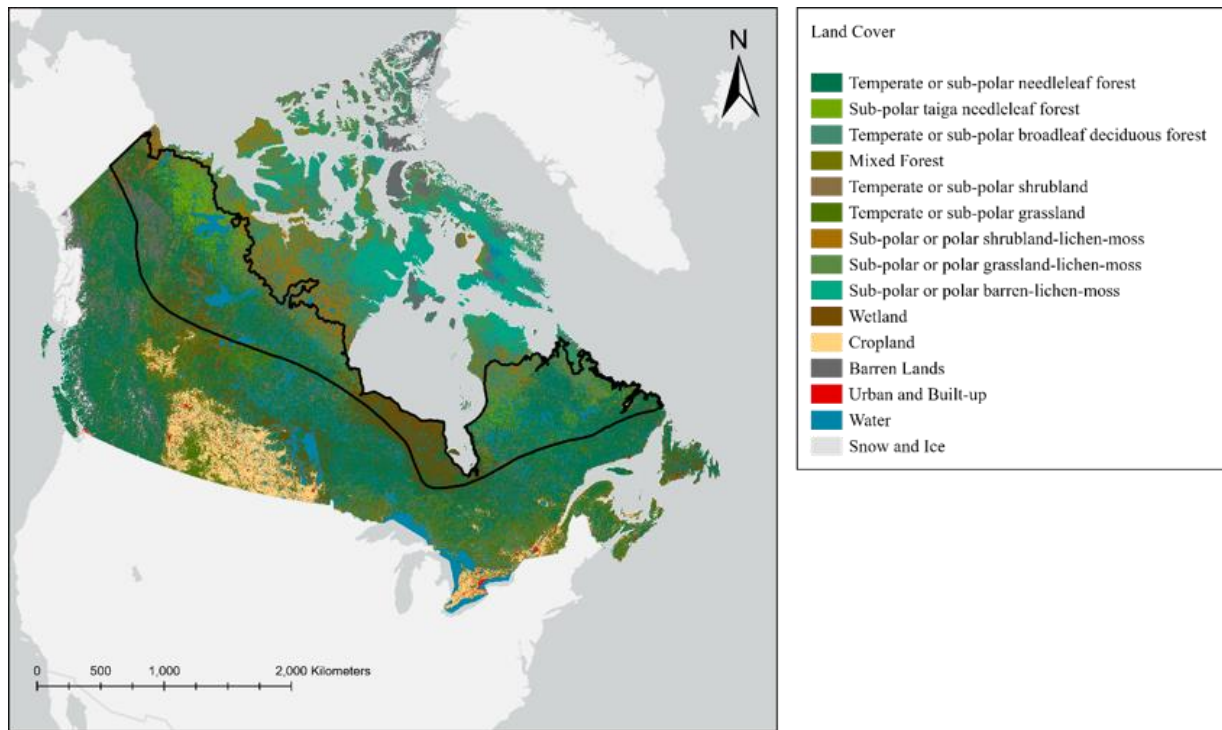 N
0 500 1,000 2,000 Kilometers
Land Cover
Temperate or sub-polar needleleaf forest
Sub-polar taiga needleleaf forest
Temperate or sub-polar broadleaf deciduous forest
Mixed Forest
Temperate or sub-polar shrubland
Temperate or sub-polar grassland
Sub-polar or polar shrubland-lichen-moss
Sub-polar or polar grassland-lichen-moss
Sub-polar or polar barren-lichen-moss
Wetland
Cropland
Barren Lands
Urban and Built-up
Water
Snow and Ice